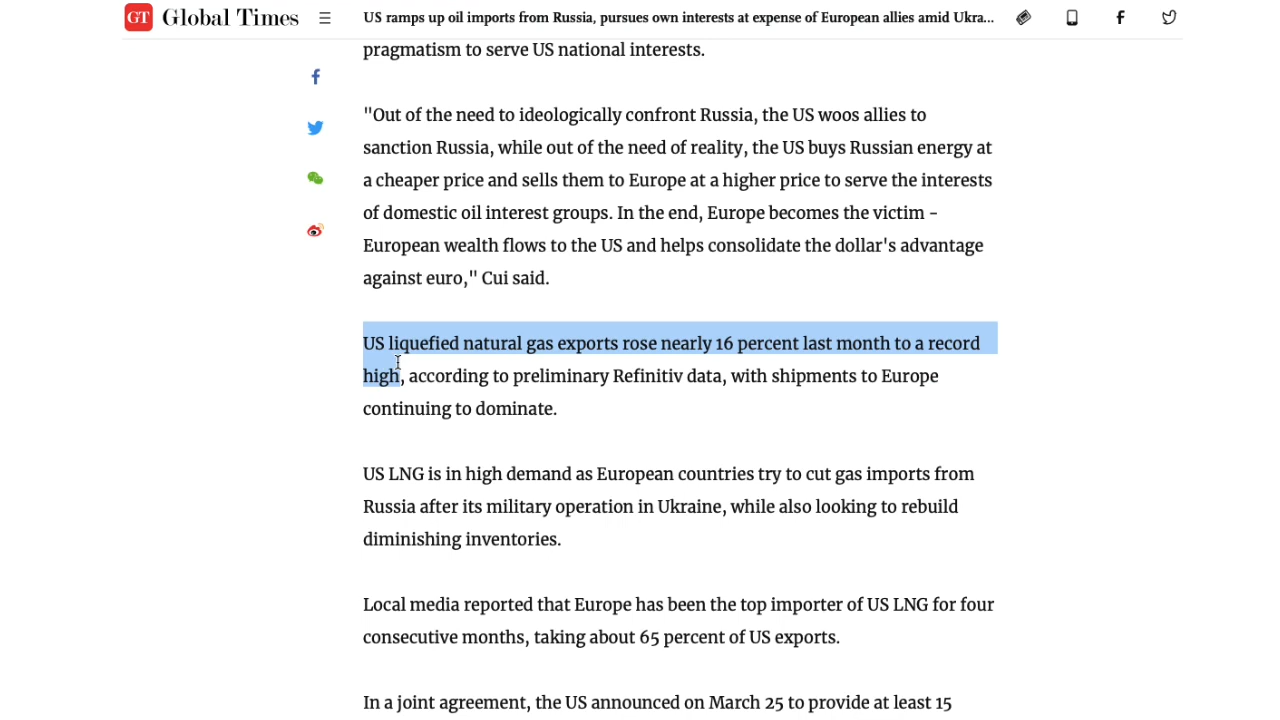 GT Global Times US ramps up oil imports from Russia, pursues own interests at expense of European allies amid Ukra...
pragmatism to serve US national interests.
"Out of the need to ideologically confront Russia, the US woos allies to
sanction Russia, while out of the need of reality, the US buys Russian energy at
a cheaper price and sells them to Europe at a higher price to serve the interests
of domestic oil interest groups. In the end, Europe becomes the victim -
European wealth flows to the US and helps consolidate the dollar's advantage
against euro," Cui said.
US liquefied natural gas exports rose nearly 16 percent last month to a record
high, according to preliminary Refinitiv data, with shipments to Europe
continuing to dominate.
US LNG is in high demand as European countries try to cut gas imports from
Russia after its military operation in Ukraine, while also looking to rebuild
diminishing inventories.
Local media reported that Europe has been the top importer of US LNG for four
consecutive months, taking about 65 percent of US exports.
In a joint agreement, the US announced on March 25 to provide at least 15